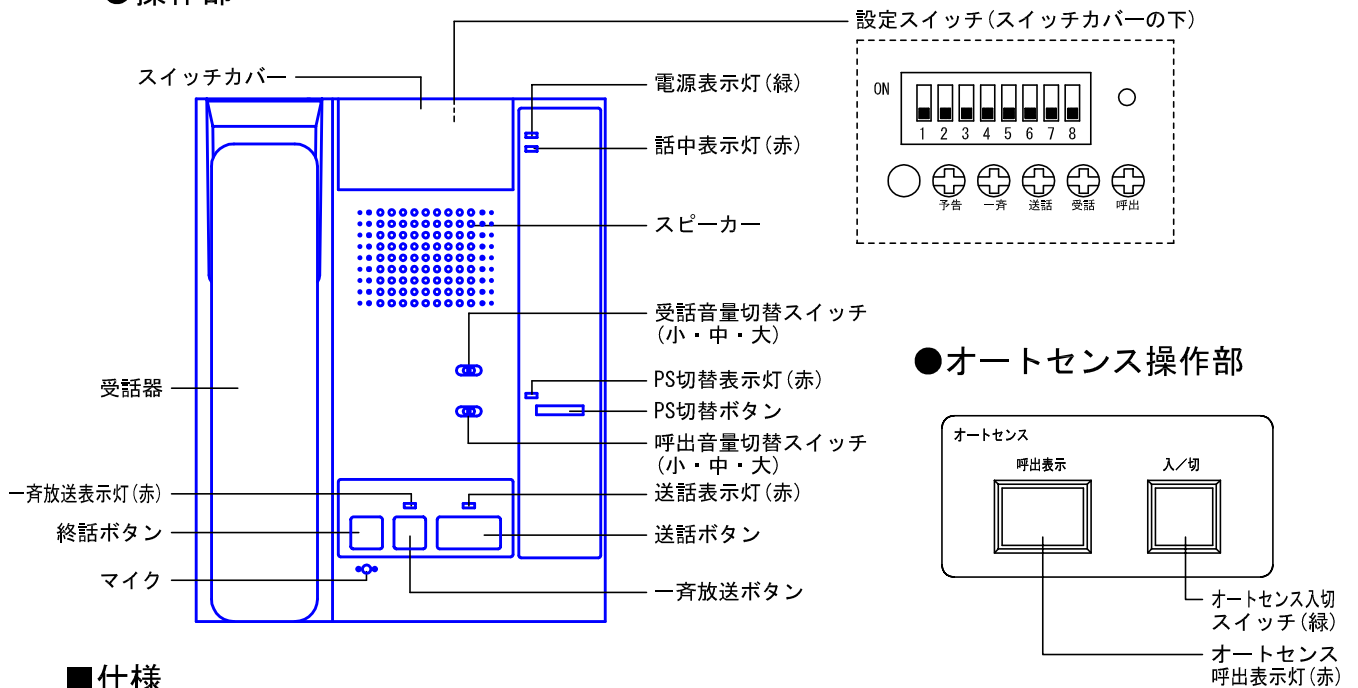 ●操作部
設定スイッチ(スイッチカバーの下)
スイッチカバー
電源表示灯(緑)
話中表示灯(赤)
ON
1 2 3 4 5 6 7 8
予告 一斉 送話 受話 呼出
スピーカー
受話音量切替スイッチ
(小・中・大)
受話器
PS切替表示灯(赤)
PS切替ボタン
呼出音量切替スイッチ
(小・中・大)
一斉放送表示灯(赤)
送話表示灯(赤)
終話ボタン
送話ボタン
マイク
一斉放送ボタン
●オートセンス操作部
オートセンス
呼出表示 入/切
オートセンス入切
スイッチ(緑)
オートセンス
呼出表示灯(赤)
■仕様